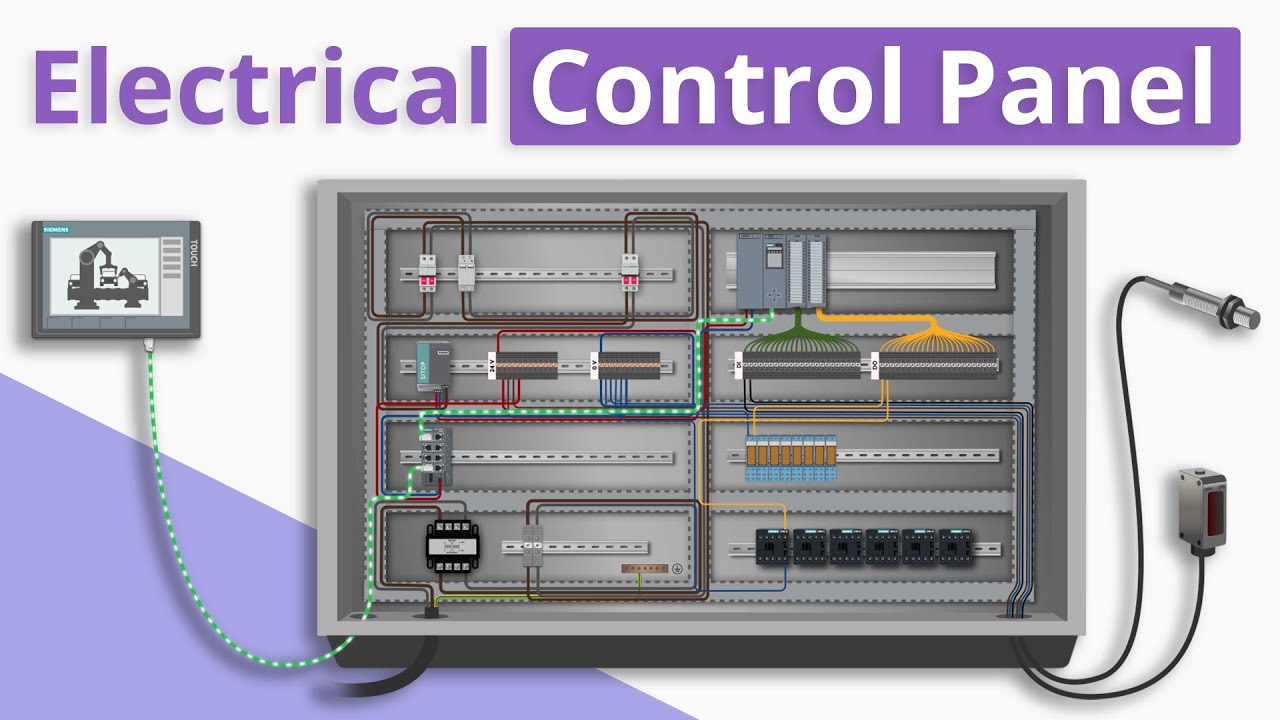 Electrical Control Panel
SIEMENS
TOUCH
SITOP
24 V
0 V
DI
DO